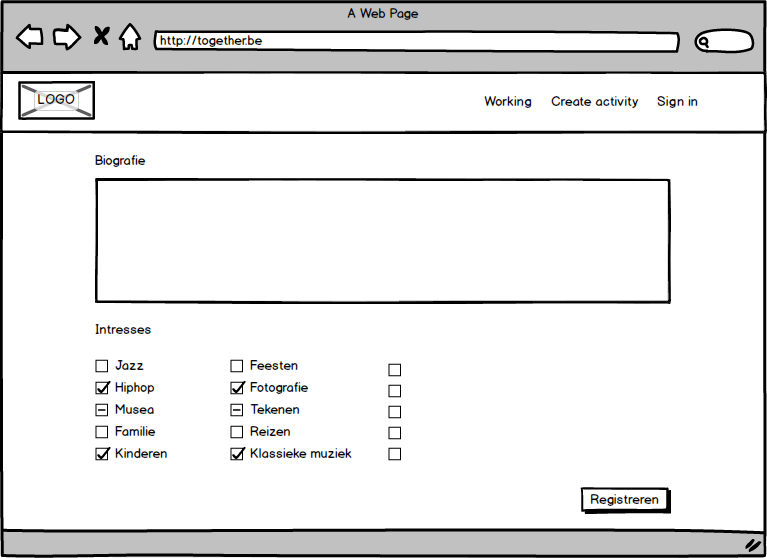 A Web Page
http://together.be
LOGO
Working Create activity Sign in
Biografie
Intresses
Jazz Feesten
Hiphop Fotografie
Musea Tekenen
Familie Reizen
Kinderen Klassieke muziek
Registreren